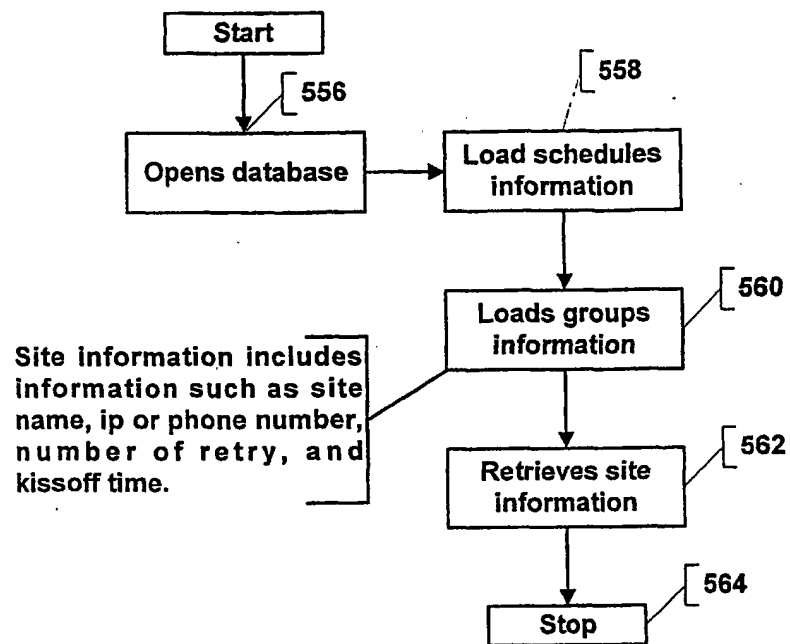 Start
556
Opens database
558
Load schedules
information
560
Loads groups
information
Site information includes
information such as site
name, ip or phone number,
number of retry, and
kissoff time.
562
Retrieves site
information
564
Stop